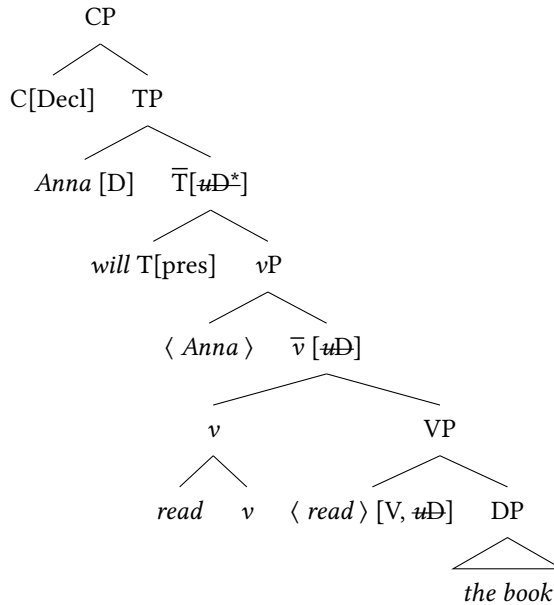 CP
C[Decl] TP
Anna [D] T̅[uD*]
will T[pres] vP
⟨ Anna ⟩ v̅ [uD]
v VP
read v ⟨ read ⟩ [V, uD] DP
the book